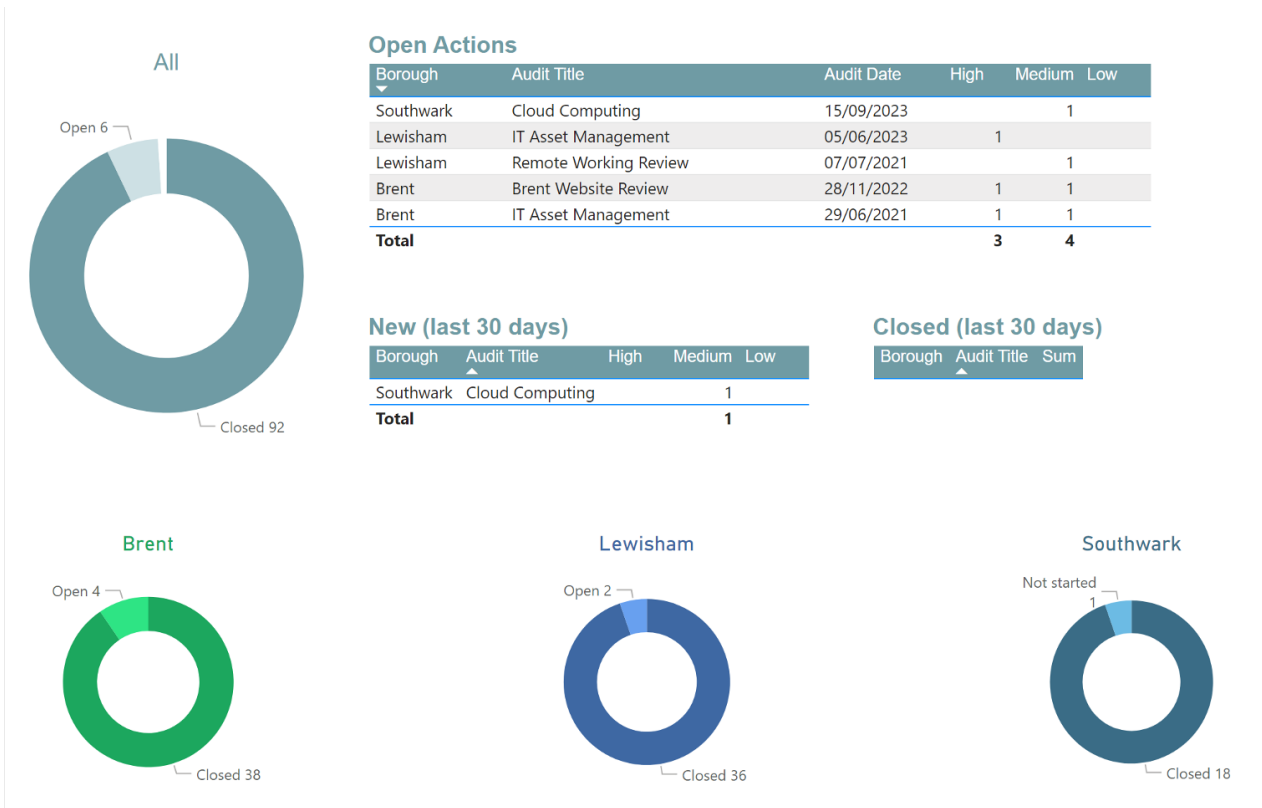 All
Open 6
Closed 92
Open Actions
Borough Audit Title Audit Date High Medium Low
Southwark Cloud Computing 15/09/2023 1
Lewisham IT Asset Management 05/06/2023 1
Lewisham Remote Working Review 07/07/2021 1
Brent Brent Website Review 28/11/2022 1 1
Brent IT Asset Management 29/06/2021 1 1
Total 3 4
New (last 30 days)
Borough Audit Title High Medium Low
Southwark Cloud Computing 1
Total 1
Closed (last 30 days)
Borough Audit Title Sum
Brent
Open 4
Closed 38
Lewisham
Open 2
Closed 36
Southwark
Not started
1
Closed 18